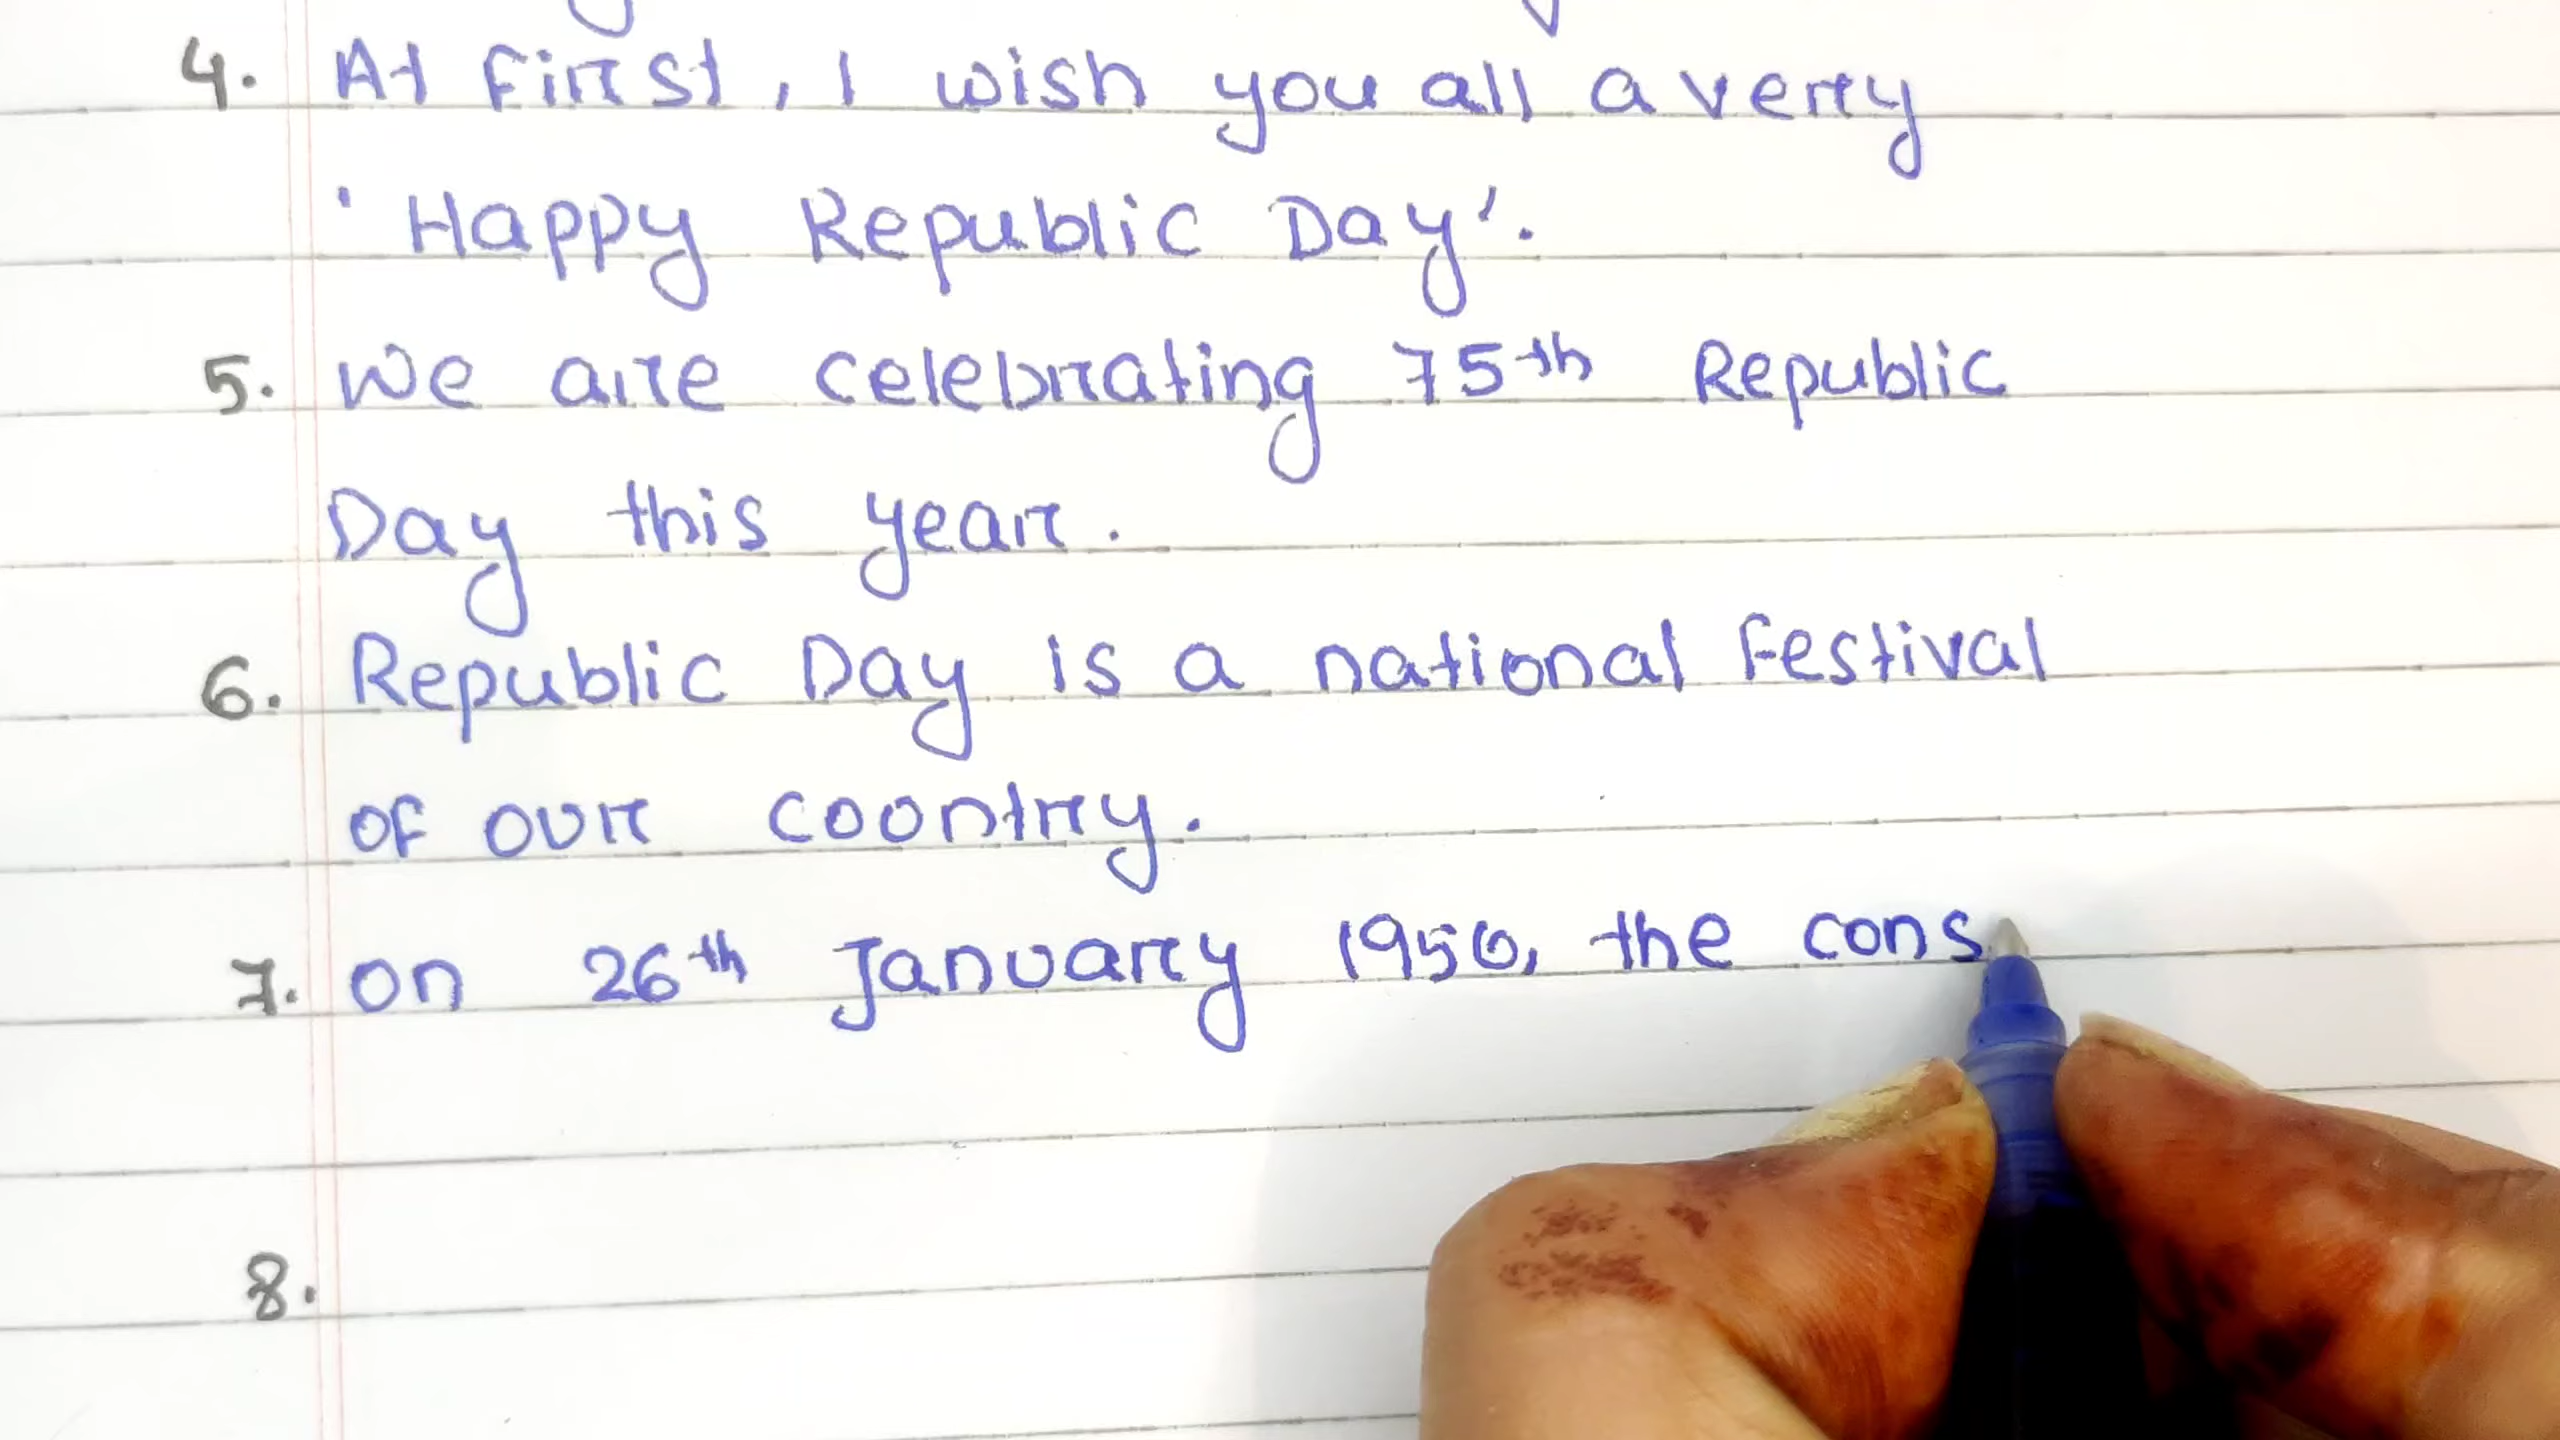 4. At first, I wish you all a very
'Happy Republic Day'.
5. We are celebrating 75th Republic
Day this year.
6. Republic Day is a national festival
of our coontry.
7. On 26th January 1950, the cons
8.